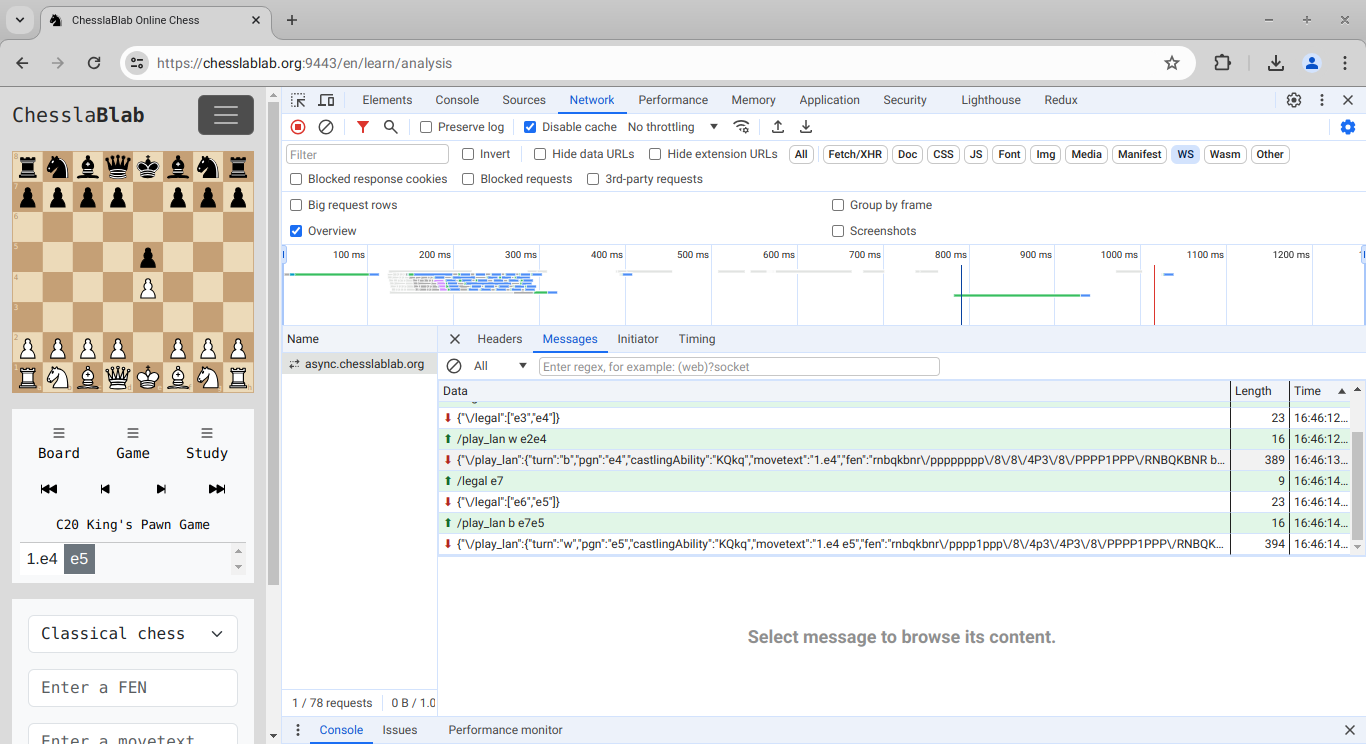 ChesslaBlab Online Chess
https://chesslablab.org:9443/en/learn/analysis
ChesslaBlab
8
7
6
5
4
3
2
1
Board Game Study
C20 King's Pawn Game
1.e4 e5
Classical chess
Enter a FEN
Enter a movetext
Elements Console Sources Network Performance Memory Application Security Lighthouse Redux
Preserve log Disable cache No throttling
Filter Invert Hide data URLs Hide extension URLs All Fetch/XHR Doc CSS JS Font Img Media Manifest WS Wasm Other
Blocked response cookies Blocked requests 3rd-party requests
Big request rows Group by frame
Overview Screenshots
100 ms 200 ms 300 ms 400 ms 500 ms 600 ms 700 ms 800 ms 900 ms 1000 ms 1100 ms 1200 ms
Name Headers Messages Initiator Timing
async.chesslablab.org All Enter regex, for example: (web)?socket
Data Length Time
{"\/legal":["e3","e4"]} 23 16:46:12...
/play_lan w e2e4 16 16:46:12...
{"\/play_lan":{"turn":"b","pgn":"e4","castlingAbility":"KQkq","movetext":"1.e4","fen":"rnbqkbnr\/pppppppp\/8\/8\/4P3\/8\/PPPP1PPP\/RNBQKBNR b... 389 16:46:13...
/legal e7 9 16:46:14...
{"\/legal":["e6","e5"]} 23 16:46:14...
/play_lan b e7e5 16 16:46:14...
{"\/play_lan":{"turn":"w","pgn":"e5","castlingAbility":"KQkq","movetext":"1.e4 e5","fen":"rnbqkbnr\/pppp1ppp\/8\/4p3\/4P3\/8\/PPPP1PPP\/RNBQK... 394 16:46:14...
Select message to browse its content.
1 / 78 requests 0 B / 1.0
Console Issues Performance monitor